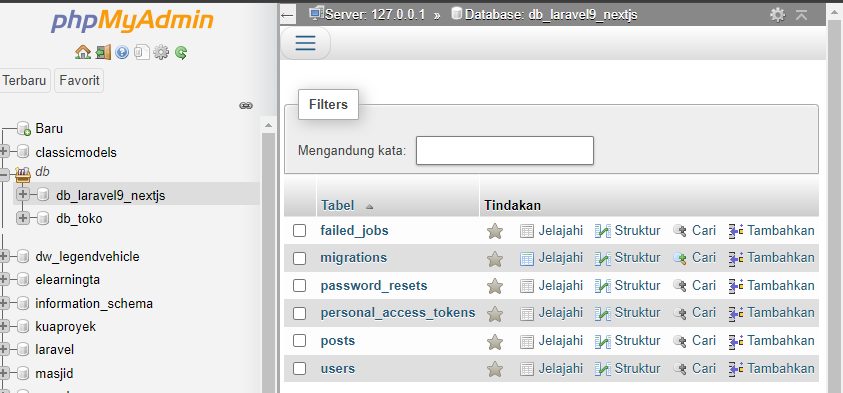 phpMyAdmin
Terbaru Favorit
Baru
classicmodels
db
db_laravel9_nextjs
db_toko
dw_legendvehicle
elearningta
information_schema
kuaproyek
laravel
masjid
Server: 127.0.0.1 » Database: db_laravel9_nextjs
Filters
Mengandung kata:
Tabel Tindakan
failed_jobs Jelajahi Struktur Cari Tambahkan
migrations Jelajahi Struktur Cari Tambahkan
password_resets Jelajahi Struktur Cari Tambahkan
personal_access_tokens Jelajahi Struktur Cari Tambahkan
posts Jelajahi Struktur Cari Tambahkan
users Jelajahi Struktur Cari Tambahkan